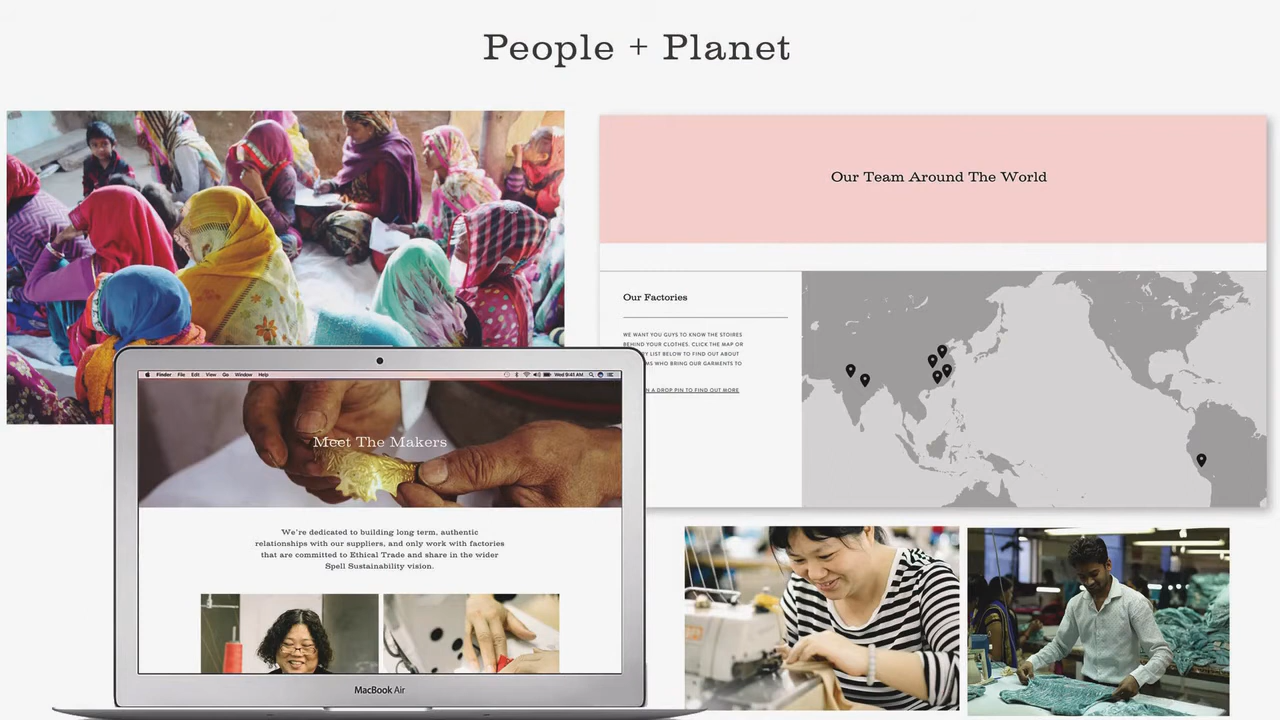 People + Planet
Our Team Around The World
Our Factories
WE WANT YOU GUYS TO KNOW THE STOIRES
BEHIND YOUR CLOTHES. CLICK THE MAP OR
LIST BELOW TO FIND OUT ABOUT
WHO BRING OUR GARMENTS TO
A DROP PIN TO FIND OUT MORE
Finder File Edit View Go Window Help
Wed 9:41 AM
Meet The Makers
We're dedicated to building long term, authentic
relationships with our suppliers, and only work with factories
that are committed to Ethical Trade and share in the wider
Spell Sustainability vision.
MacBook Air